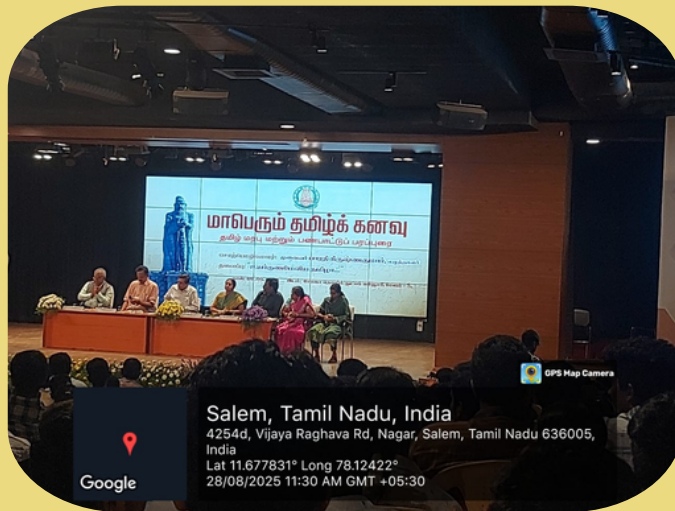 மாபெரும் தமிழ்க் கனவு
தமிழ் மரபு மற்றும் பண்பாட்டுப் பரப்புரை
GPS Map Camera
Salem, Tamil Nadu, India
4254d, Vijaya Raghava Rd, Nagar, Salem, Tamil Nadu 636005,
India
Lat 11.677831° Long 78.12422°
28/08/2025 11:30 AM GMT +05:30
Google